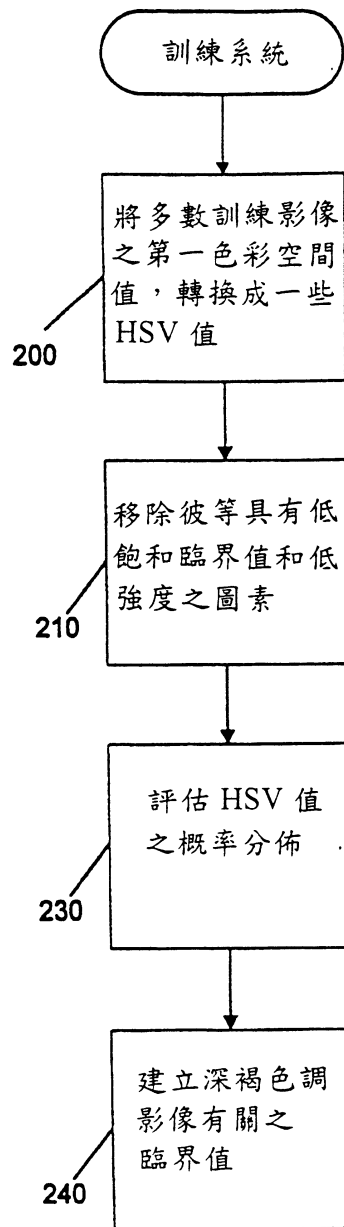 訓練系統
將多數訓練影像
之第一色彩空間
值，轉換成一些
HSV 值
200
移除彼等具有低
飽和臨界值和低
強度之圖素
210
評估 HSV 值
之概率分佈
230
建立深褐色調
影像有關之
臨界值
240